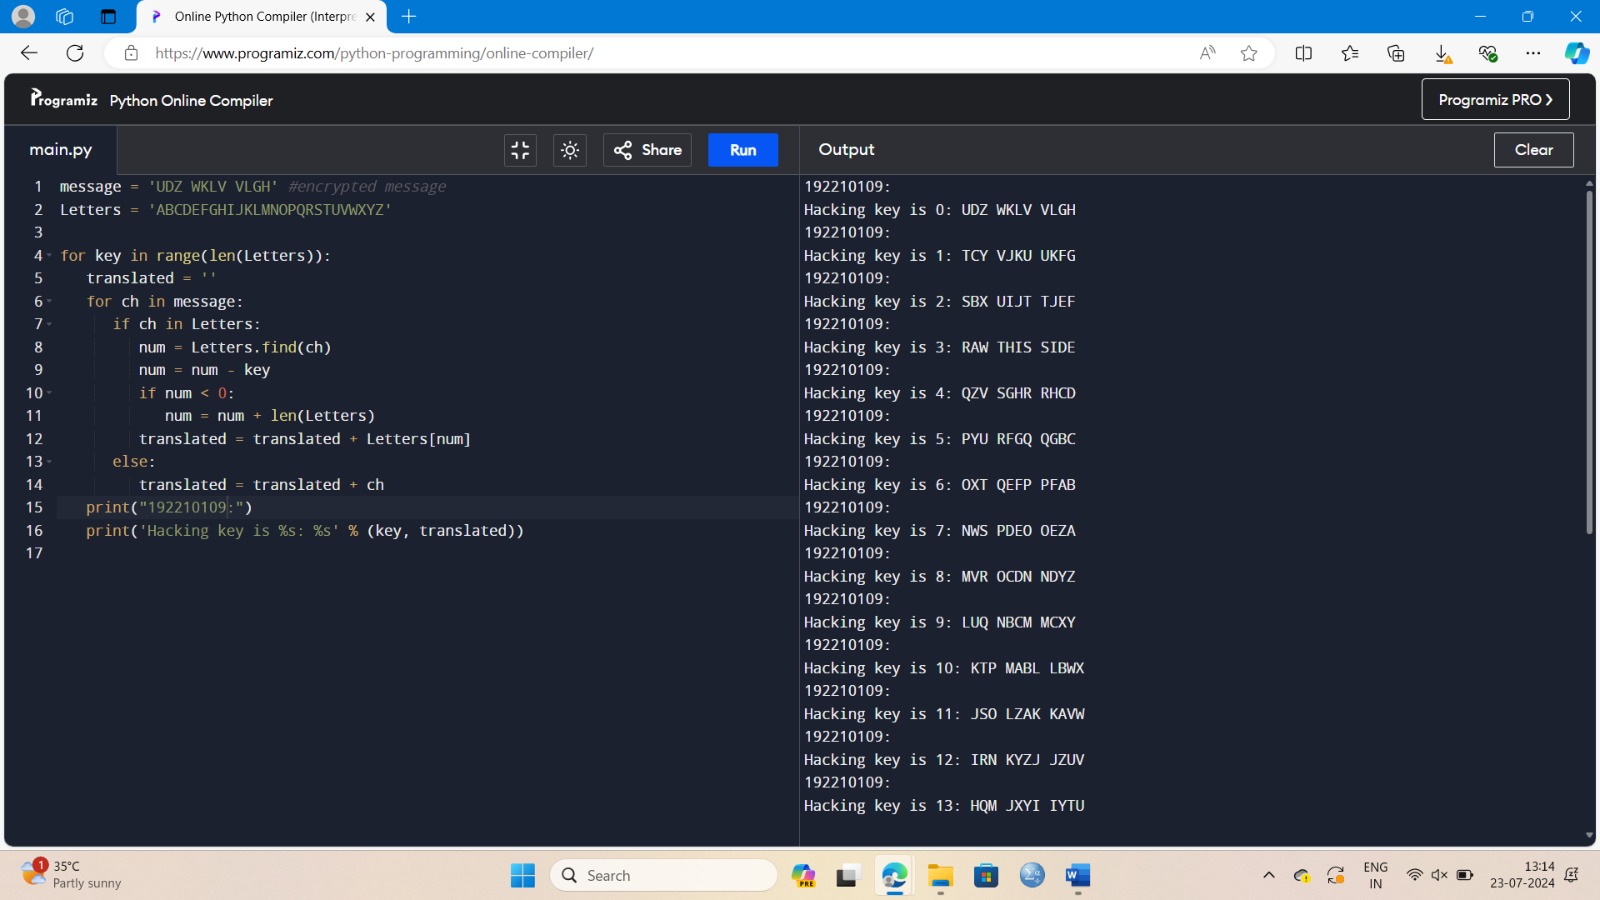 Online Python Compiler (Interpre
https://www.programiz.com/python-programming/online-compiler/
Programiz Python Online Compiler
Programiz PRO
main.py
Share
Run
Output
Clear
1 message = 'UDZ WKLV VLGH' #encrypted message
2 Letters = 'ABCDEFGHIJKLMNOPQRSTUVWXYZ'
3
4 for key in range(len(Letters)):
5 translated = ''
6 for ch in message:
7 if ch in Letters:
8 num = Letters.find(ch)
9 num = num - key
10 if num < 0:
11 num = num + len(Letters)
12 translated = translated + Letters[num]
13 else:
14 translated = translated + ch
15 print("192210109:")
16 print('Hacking key is %s: %s' % (key, translated))
17
192210109:
Hacking key is 0: UDZ WKLV VLGH
192210109:
Hacking key is 1: TCY VJKU UKFG
192210109:
Hacking key is 2: SBX UIJT TJEF
192210109:
Hacking key is 3: RAW THIS SIDE
192210109:
Hacking key is 4: QZV SGHR RHCD
192210109:
Hacking key is 5: PYU RFGQ QGBC
192210109:
Hacking key is 6: OXT QEFP PFAB
192210109:
Hacking key is 7: NWS PDEO OEZA
192210109:
Hacking key is 8: MVR OCDN NDYZ
192210109:
Hacking key is 9: LUQ NBCM MCXY
192210109:
Hacking key is 10: KTP MABL LBWX
192210109:
Hacking key is 11: JSO LZAK KAVW
192210109:
Hacking key is 12: IRN KYZJ JZUV
192210109:
Hacking key is 13: HQM JXYI IYTU
1
35°C
Partly sunny
Search
PRE
ENG
IN
13:14
23-07-2024